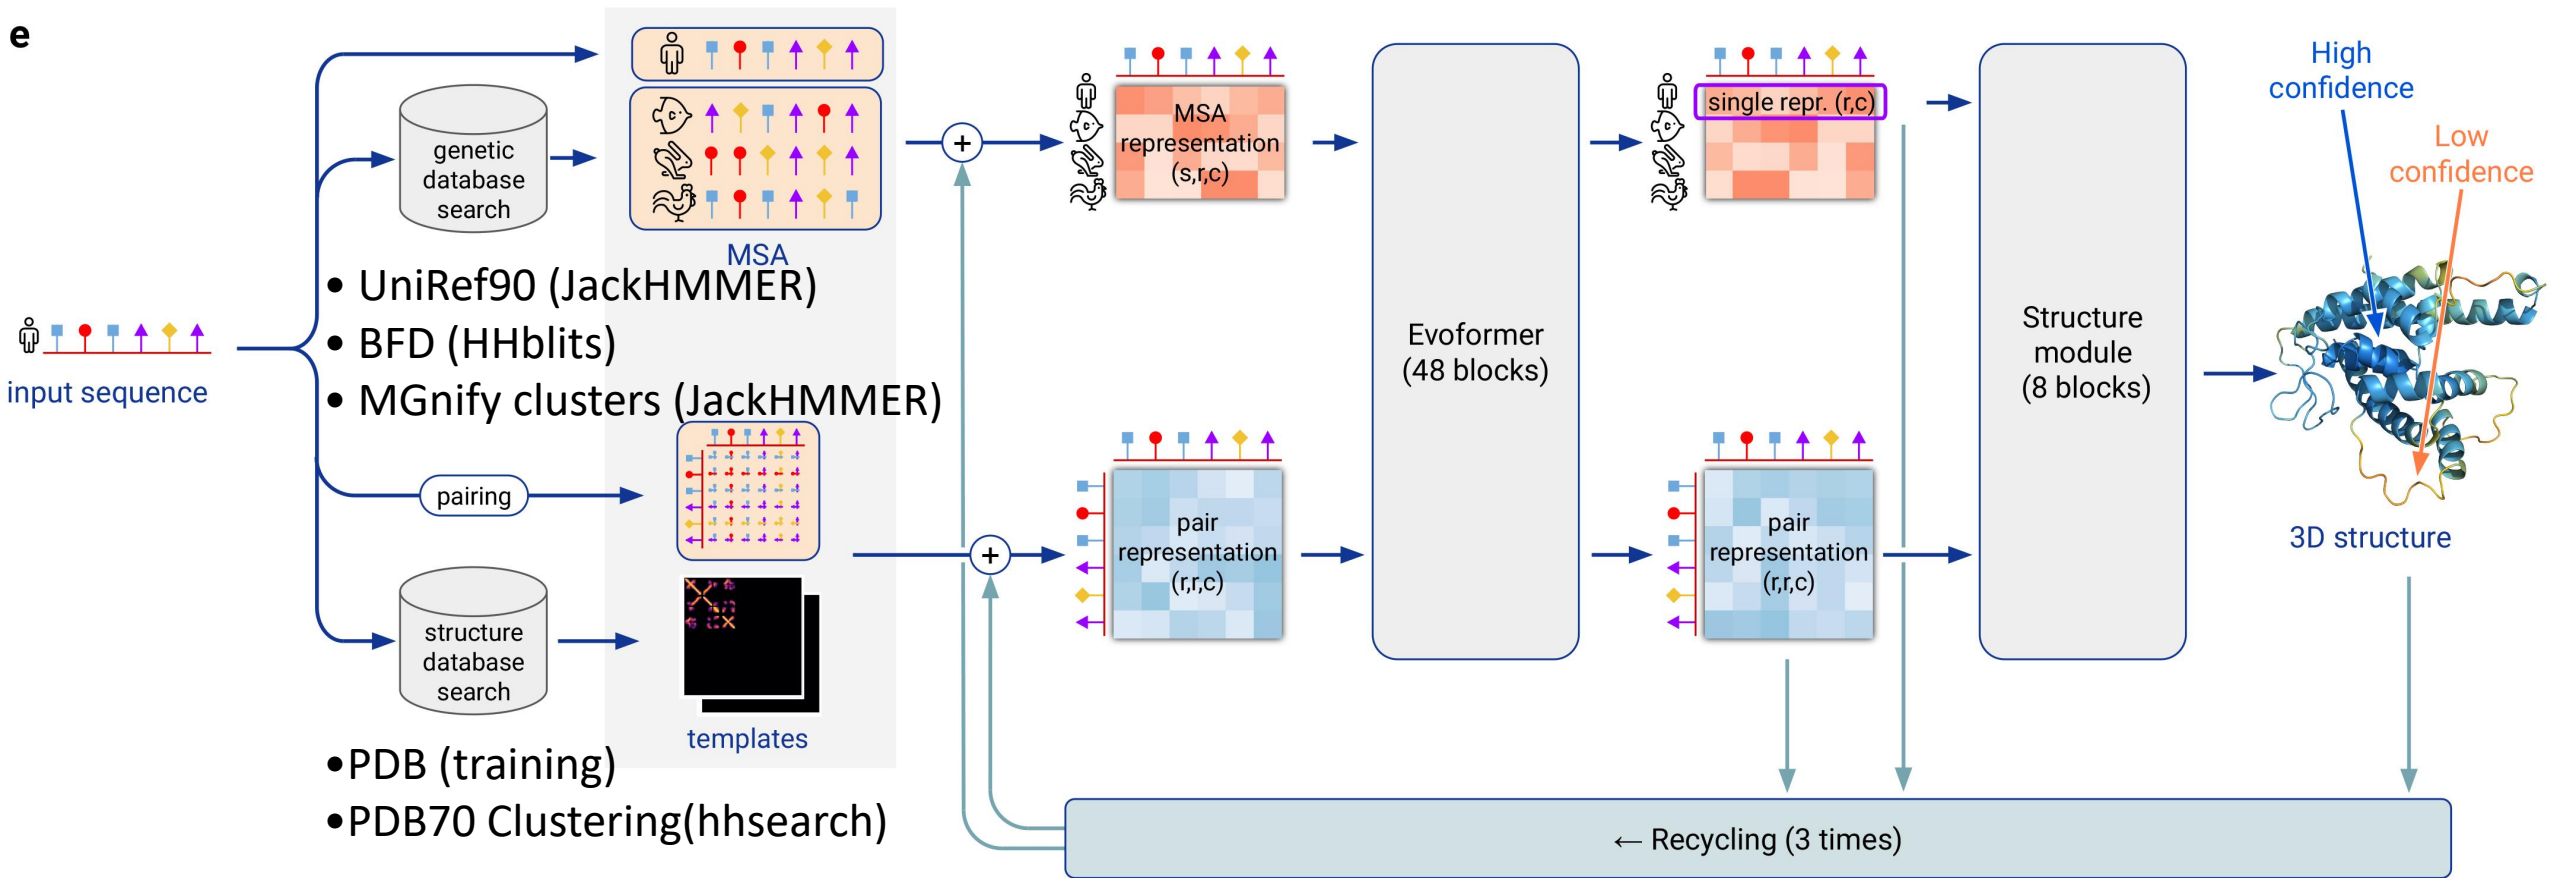 e
input sequence
genetic
database
search
MSA
• UniRef90 (JackHMMER)
• BFD (HHblits)
• MGnify clusters (JackHMMER)
pairing
structure
database
search
templates
•PDB (training)
•PDB70 Clustering(hhsearch)
+
+
MSA
representation
(s,r,c)
pair
representation
(r,r,c)
Evoformer
(48 blocks)
single repr. (r,c)
pair
representation
(r,r,c)
Structure
module
(8 blocks)
High
confidence
Low
confidence
3D structure
← Recycling (3 times)